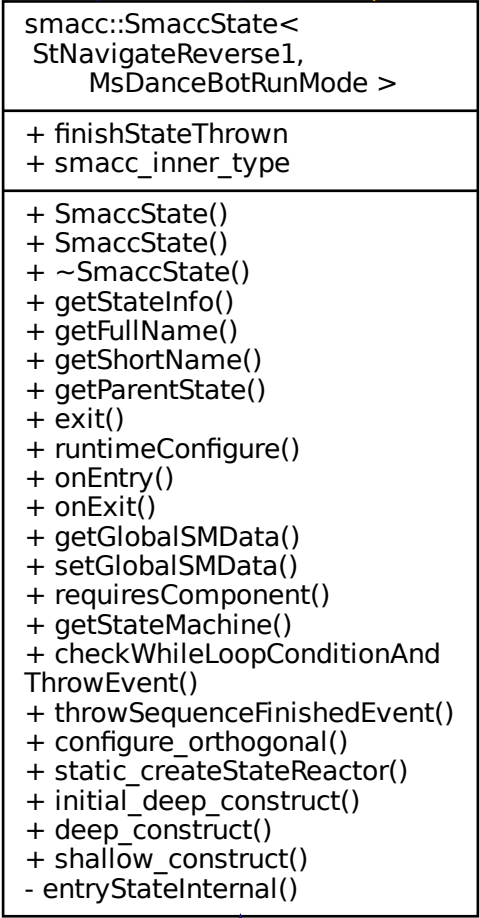 smacc::SmaccState<
StNavigateReverse1,
MsDanceBotRunMode >
+ finishStateThrown
+ smacc_inner_type
+ SmaccState()
+ SmaccState()
+ ~SmaccState()
+ getStateInfo()
+ getFullName()
+ getShortName()
+ getParentState()
+ exit()
+ runtimeConfigure()
+ onEntry()
+ onExit()
+ getGlobalSMData()
+ setGlobalSMData()
+ requiresComponent()
+ getStateMachine()
+ checkWhileLoopConditionAnd
ThrowEvent()
+ throwSequenceFinishedEvent()
+ configure_orthogonal()
+ static_createStateReactor()
+ initial_deep_construct()
+ deep_construct()
+ shallow_construct()
- entryStateInternal()